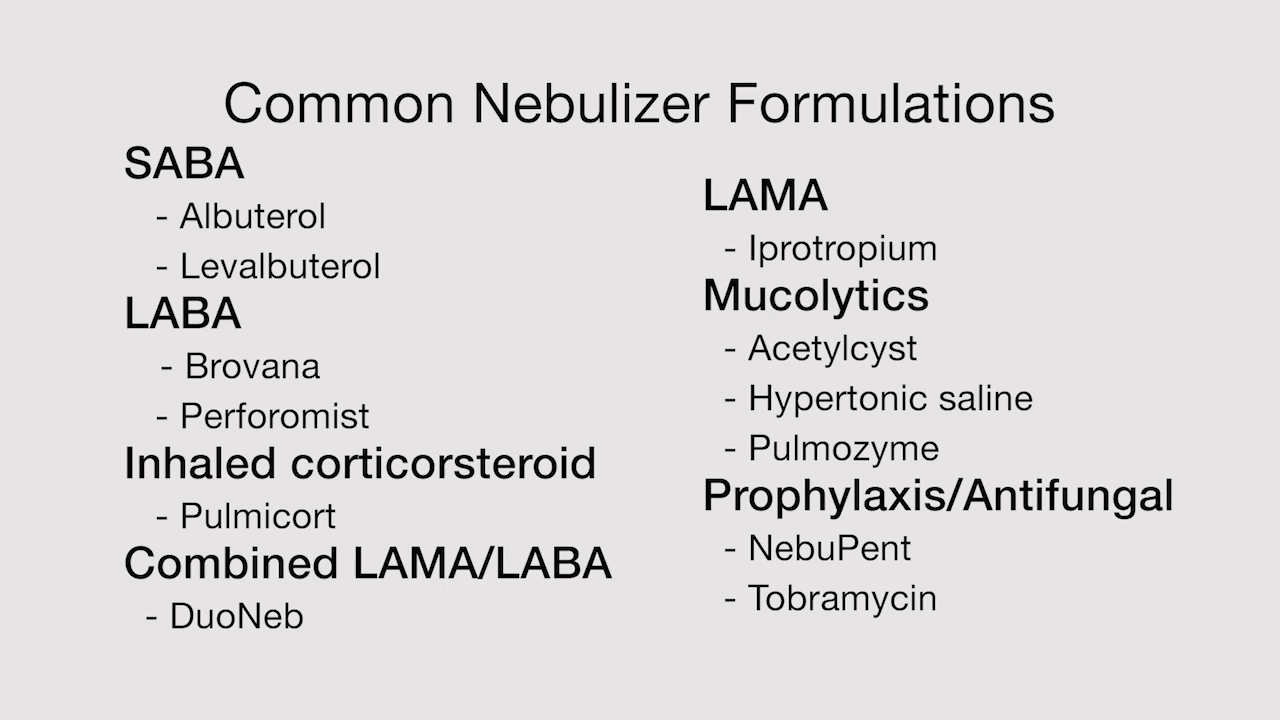 Common Nebulizer Formulations
SABA
- Albuterol
- Levalbuterol
LABA
- Brovana
- Perforomist
Inhaled corticorsteroid
- Pulmicort
Combined LAMA/LABA
- DuoNeb
LAMA
- Iprotropium
Mucolytics
- Acetylcyst
- Hypertonic saline
- Pulmozyme
Prophylaxis/Antifungal
- NebuPent
- Tobramycin